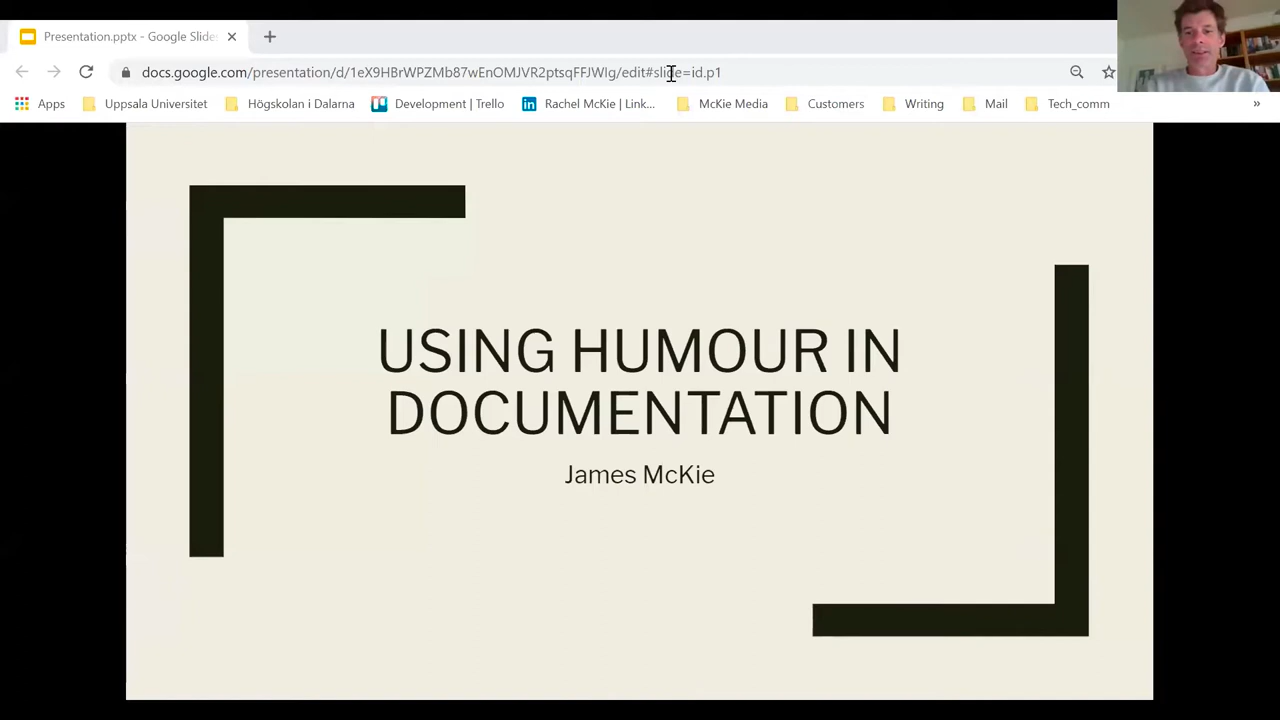 Presentation.pptx - Google Slide
docs.google.com/presentation/d/1eX9HBrWPZMb87wEnOMJVR2ptsqFFJWIg/edit#slide=id.p1
Apps Uppsala Universitet Högskolan i Dalarna Development | Trello Rachel McKie | Link... McKie Media Customers Writing Mail Tech_comm »
USING HUMOUR IN
DOCUMENTATION
James McKie